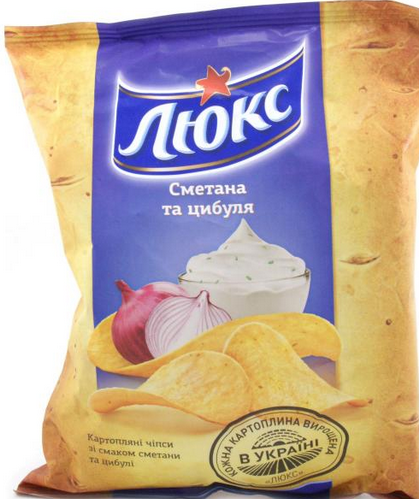 ЛЮКС
Сметана
та цибуля
Картопляні чіпси
зі смаком сметани
та цибулі
КОЖНА КАРТОПЛИНА ВИРОЩЕНА
В УКРАЇНІ
«ЛЮКС»